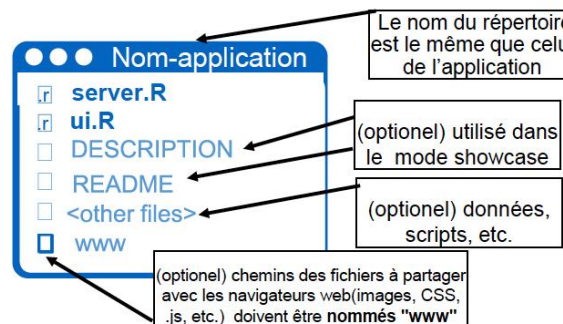 Le nom du répertoire
est le même que celu
de l'application
Nom-application
.r server.R
.r ui.R
DESCRIPTION
README
<other files>
www
(optionel) utilisé dans
le mode showcase
(optionel) données,
scripts, etc.
(optionel) chemins des fichiers à partager
avec les navigateurs web(images, CSS,
.js, etc.) doivent être nommés "www"